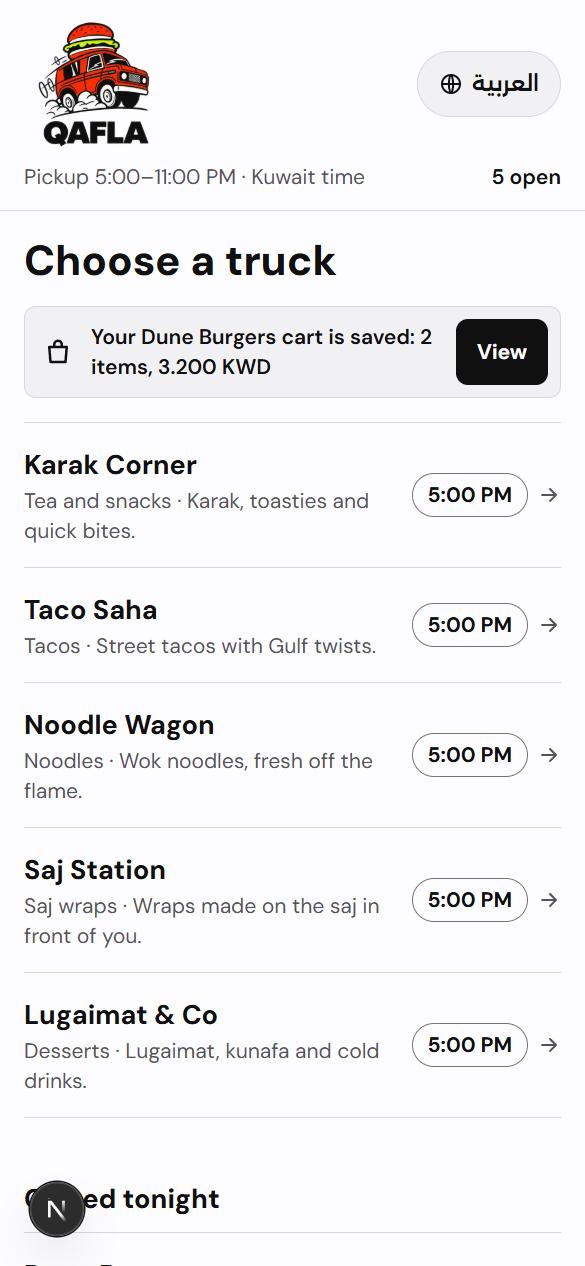 QAFLA
العربية
Pickup 5:00–11:00 PM · Kuwait time
5 open
Choose a truck
Your Dune Burgers cart is saved: 2
items, 3.200 KWD
View
Karak Corner
Tea and snacks · Karak, toasties and
quick bites.
5:00 PM
Taco Saha
Tacos · Street tacos with Gulf twists.
5:00 PM
Noodle Wagon
Noodles · Wok noodles, fresh off the
flame.
5:00 PM
Saj Station
Saj wraps · Wraps made on the saj in
front of you.
5:00 PM
Lugaimat & Co
Desserts · Lugaimat, kunafa and cold
drinks.
5:00 PM
tonight
N